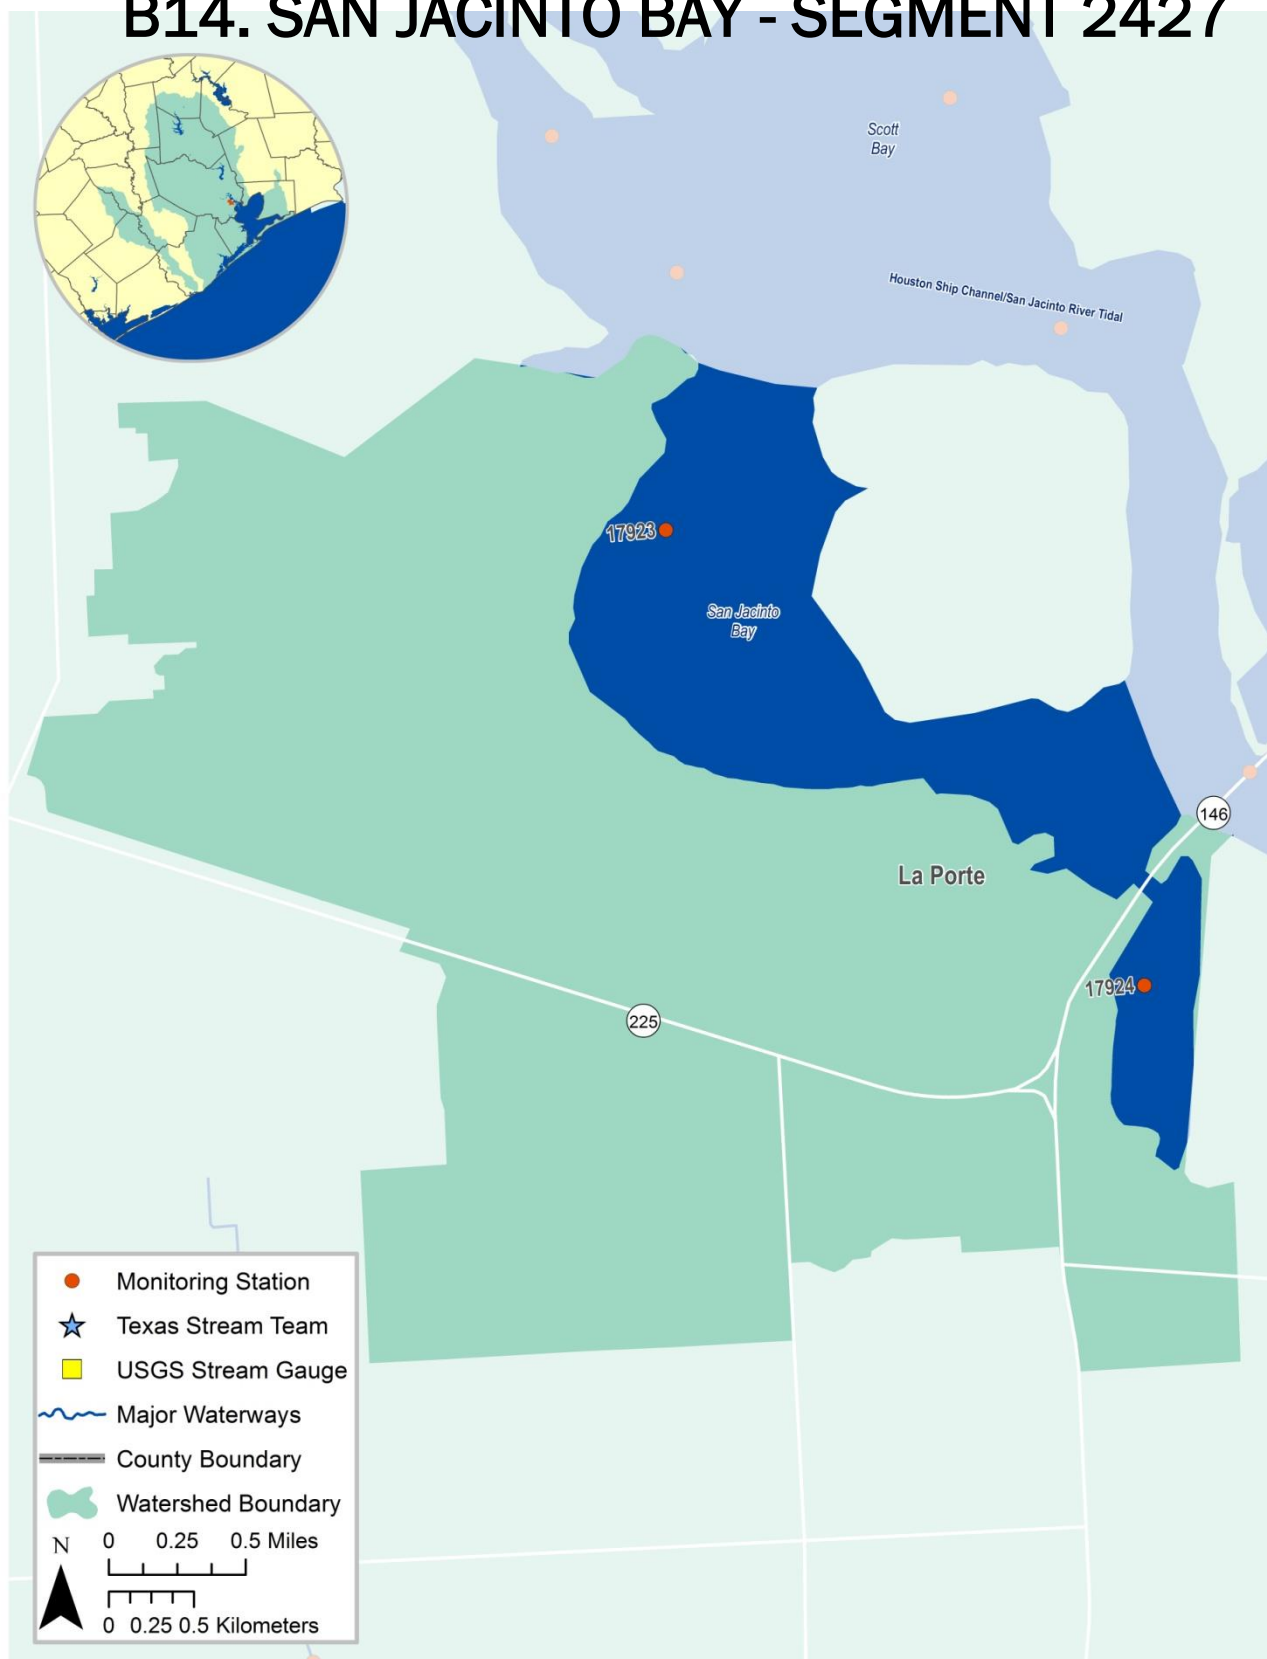 B14. SAN JACINTO BAY - SEGMENT 2427
Scott
Bay
Houston Ship Channel/San Jacinto River Tidal
17923
San Jacinto
Bay
146
La Porte
17924
225
Monitoring Station
Texas Stream Team
USGS Stream Gauge
Major Waterways
County Boundary
Watershed Boundary
N
0 0.25 0.5 Miles
0 0.25 0.5 Kilometers